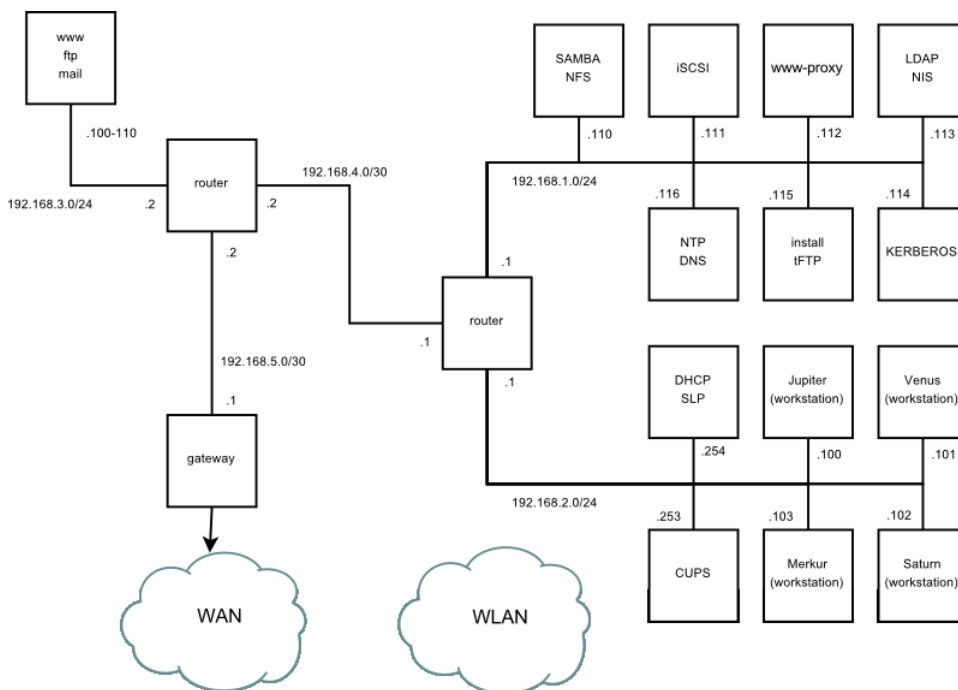 www
ftp
mail
.100-110
192.168.3.0/24
.2
router
.2
.2
192.168.4.0/30
192.168.5.0/30
.1
gateway
WAN
WLAN
.1
router
.1
.1
SAMBA
NFS
.110
iSCSI
.111
www-proxy
.112
LDAP
NIS
.113
192.168.1.0/24
.116
NTP
DNS
.115
install
tFTP
.114
KERBEROS
DHCP
SLP
.254
Jupiter
(workstation)
.100
Venus
(workstation)
.101
192.168.2.0/24
.253
CUPS
.103
Merkur
(workstation)
.102
Saturn
(workstation)